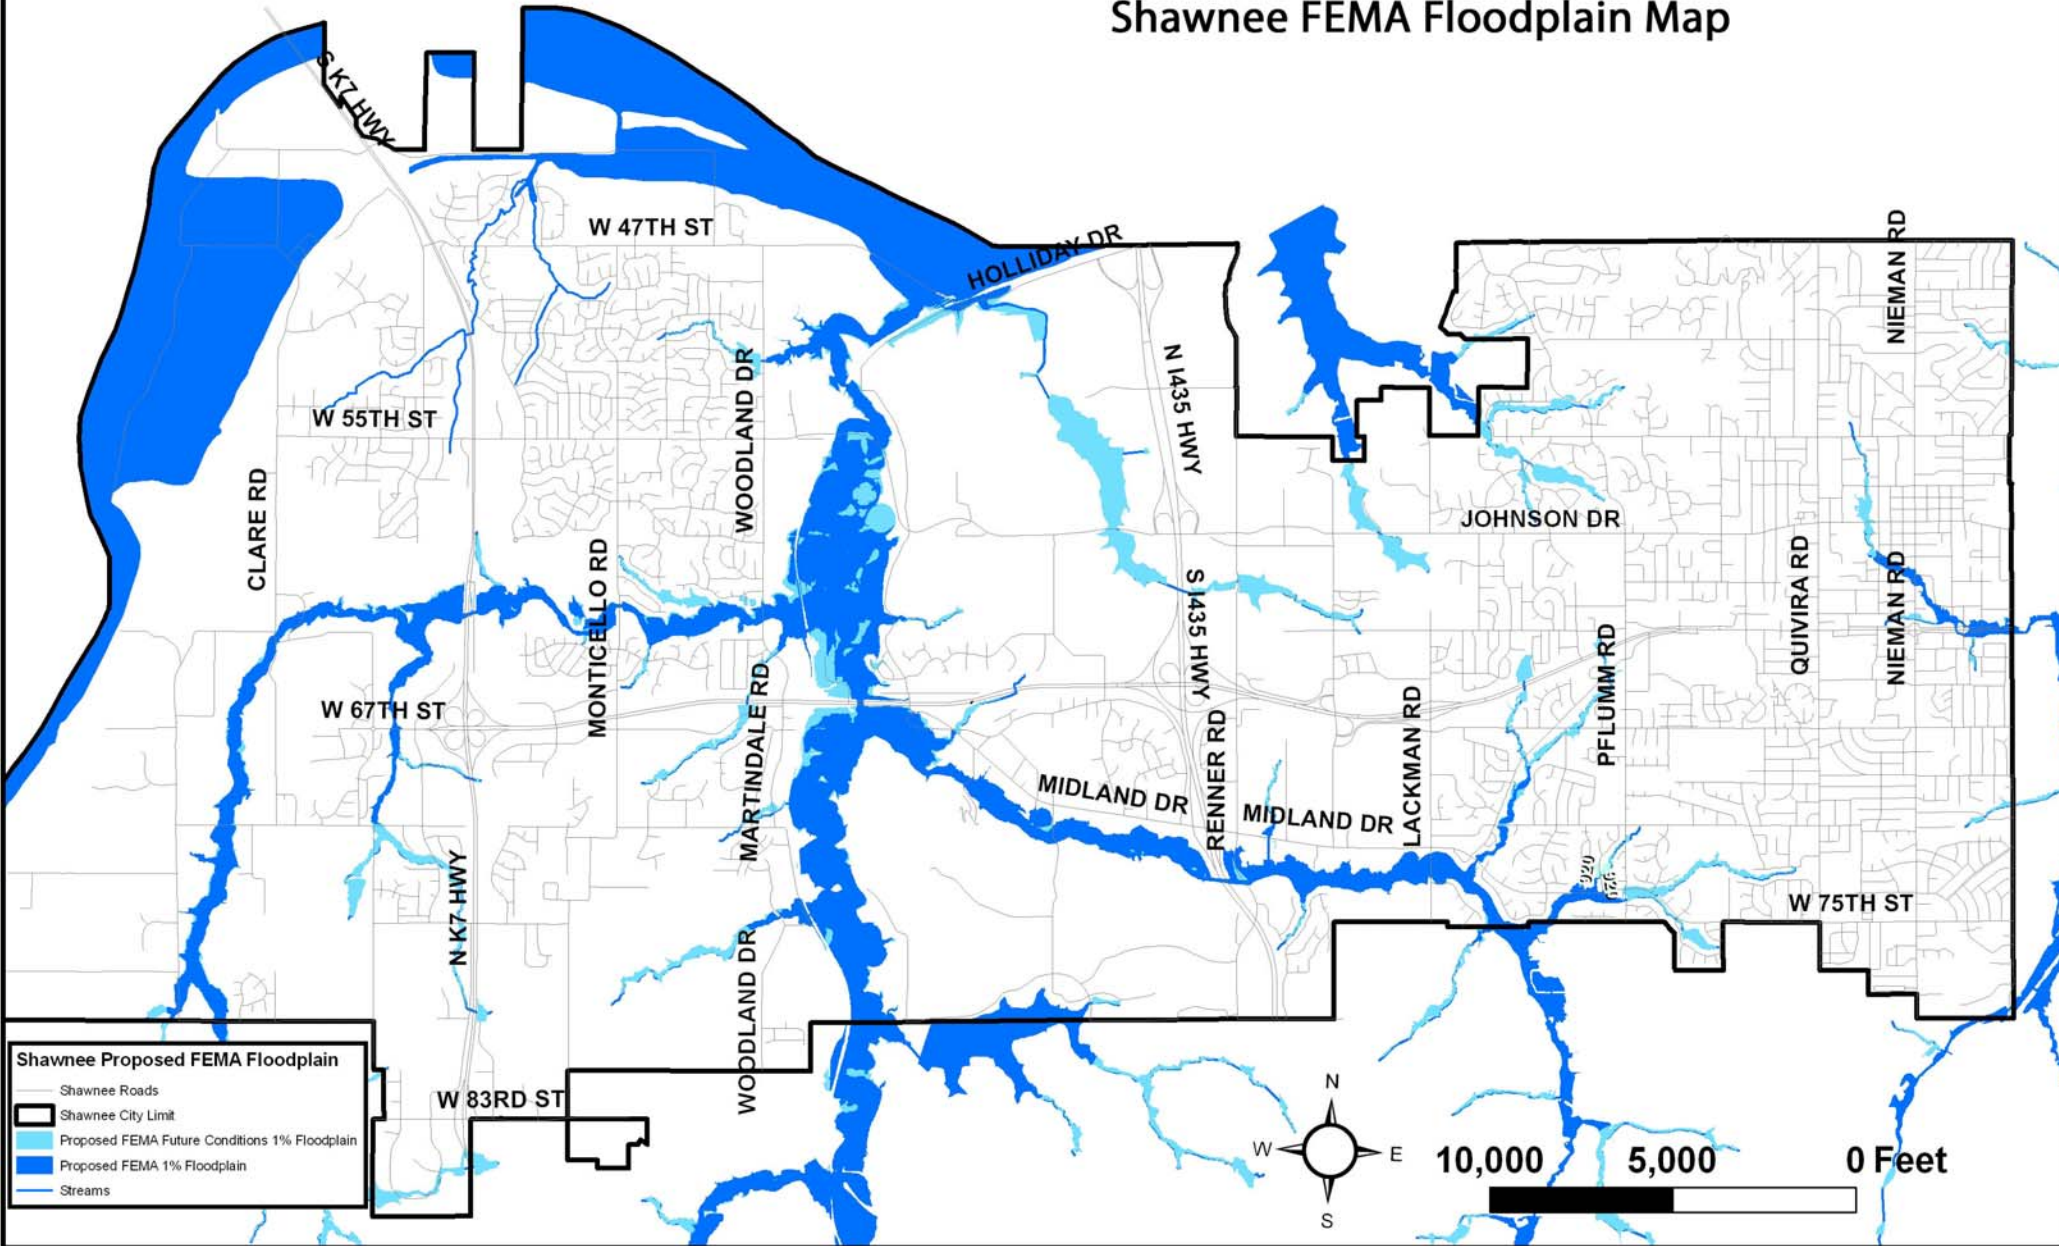 Shawnee FEMA Floodplain Map
S K7 HWY
W 47TH ST
HOLLIDAY DR
NIEMAN RD
N I435 HWY
WOODLAND DR
W 55TH ST
CLARE RD
JOHNSON DR
MONTICELLO RD
QUIVIRA RD
NIEMAN RD
S I435 HWY
PFLUMM RD
W 67TH ST
MARTINDALE RD
LACKMAN RD
RENNER RD
MIDLAND DR
MIDLAND DR
N K7 HWY
W 75TH ST
WOODLAND DR
W 83RD ST
Shawnee Proposed FEMA Floodplain
Shawnee Roads
Shawnee City Limit
Proposed FEMA Future Conditions 1% Floodplain
Proposed FEMA 1% Floodplain
Streams
N
W
E
S
10,000 5,000 0 Feet